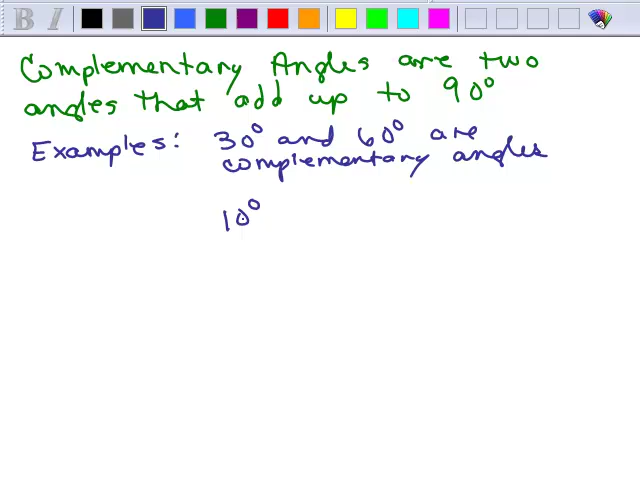 B I
Complementary Angles are two
angles that add up to 90°
Examples: 30° and 60° are
complementary angles
10°